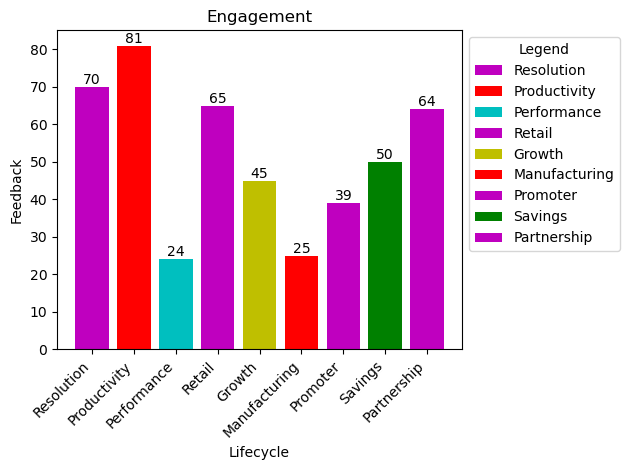 Engagement
Feedback
80
70
60
50
40
30
20
10
0
70
81
24
65
45
25
39
50
64
Resolution
Productivity
Performance
Retail
Growth
Manufacturing
Promoter
Savings
Partnership
Lifecycle
Legend
Resolution
Productivity
Performance
Retail
Growth
Manufacturing
Promoter
Savings
Partnership